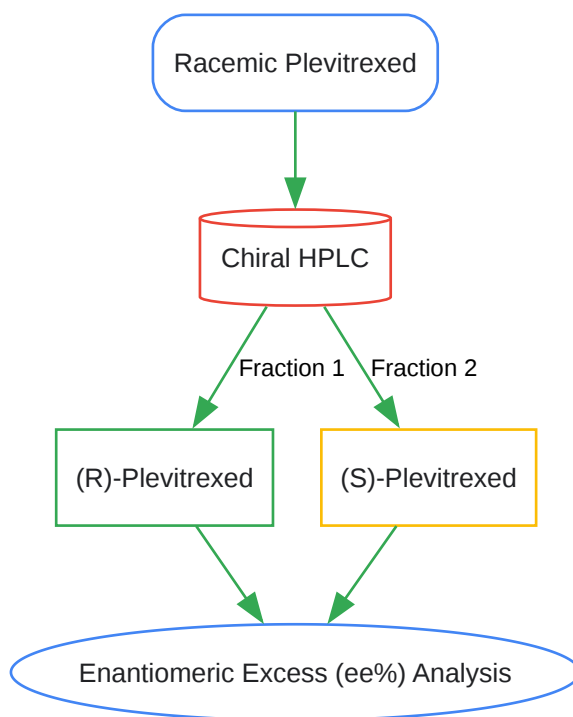 Racemic Plevitrexed
Chiral HPLC
Fraction 1
Fraction 2
(R)-Plevitrexed
(S)-Plevitrexed
Enantiomeric Excess (ee%) Analysis